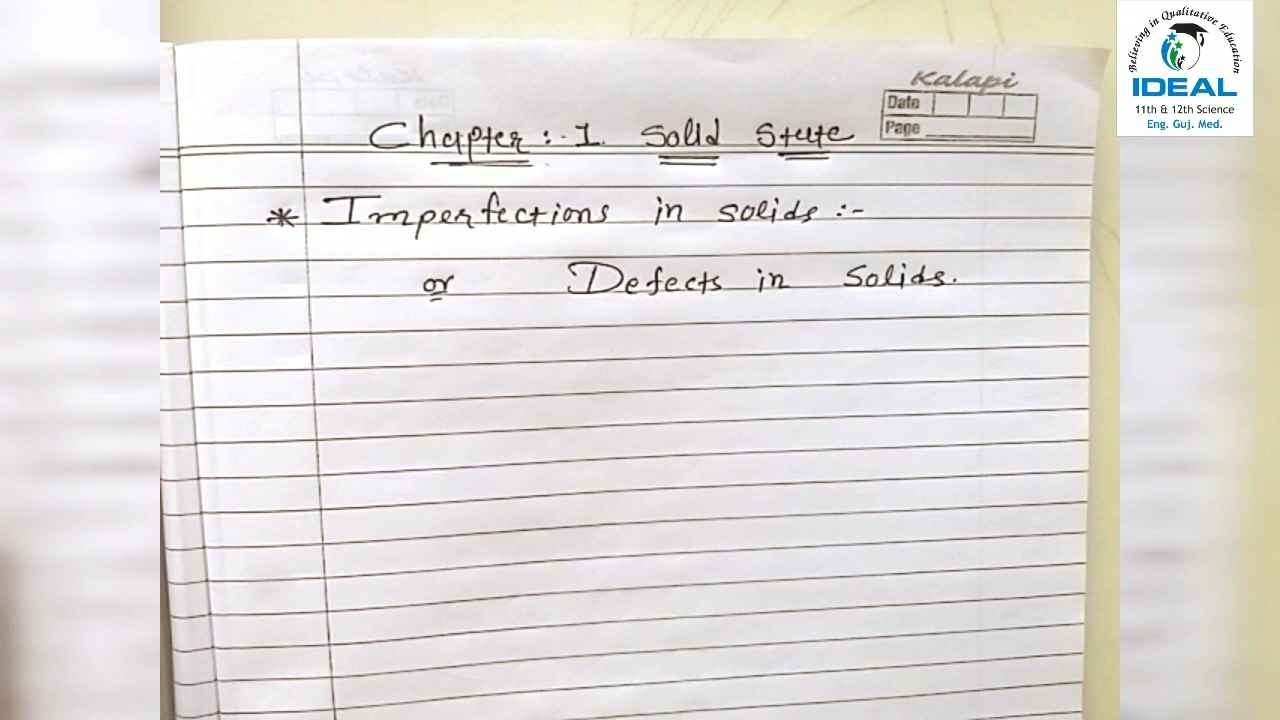 Believing in Qualitative Education
IDEAL
11th & 12th Science
Eng. Guj. Med.
Kalapi
Date
Page
Chapter :- 1. Solid State
* Imperfections in solids :-
or Defects in Solids.